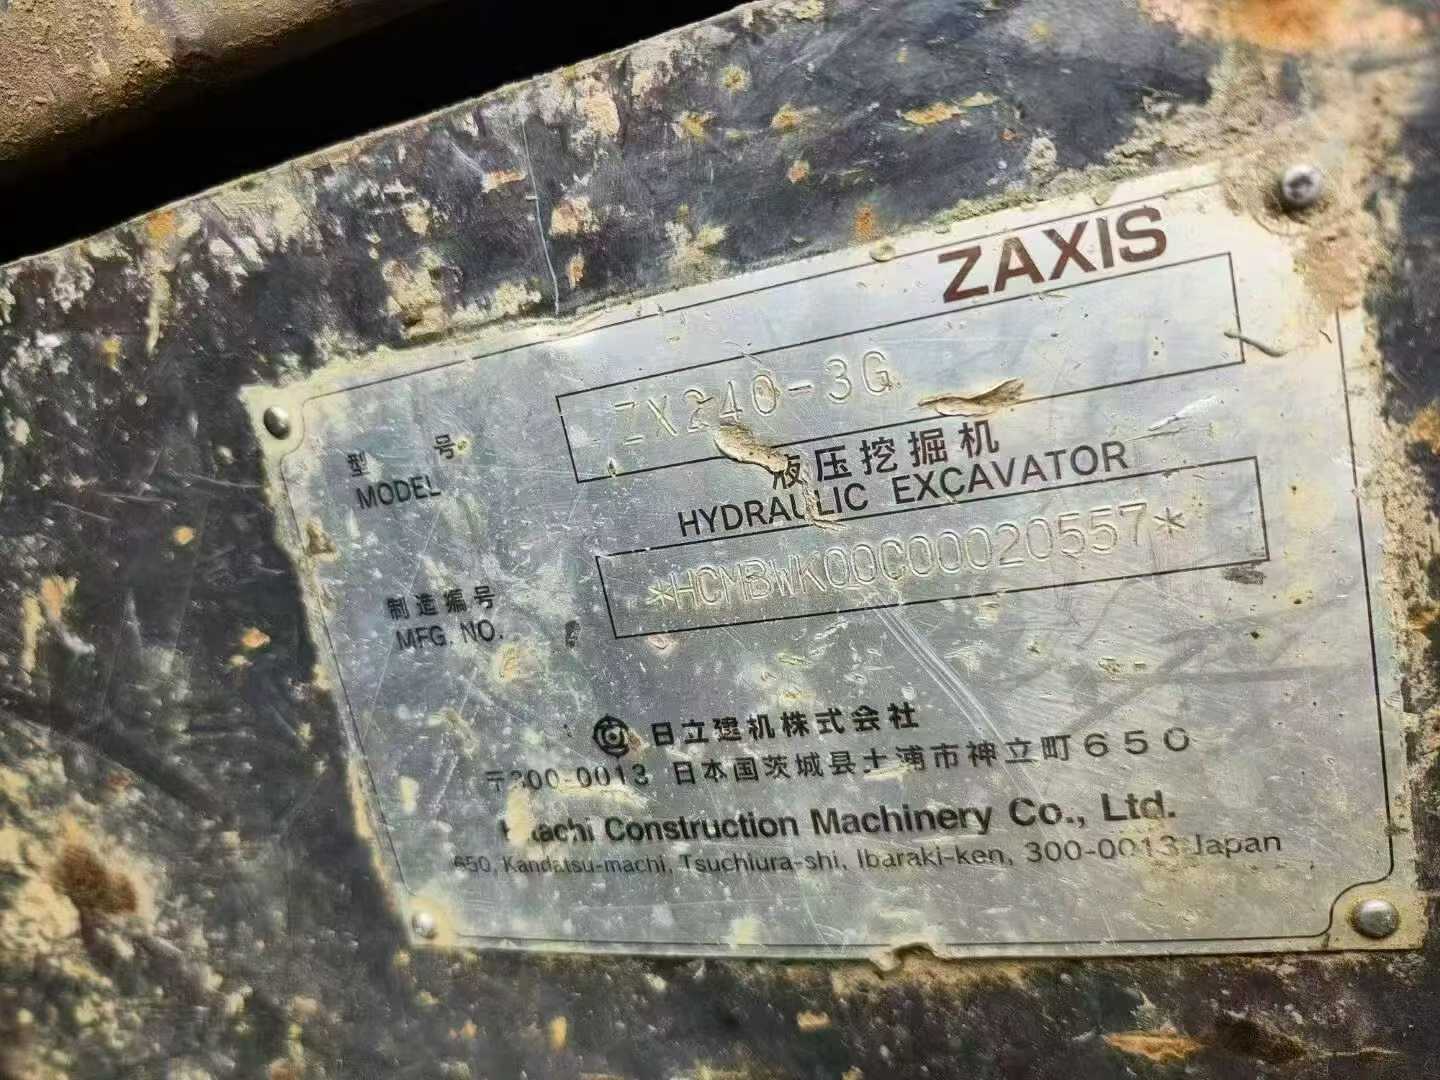 ZAXIS
型号 ZX240-3G
MODEL
液压挖掘机
HYDRAULIC EXCAVATOR
制造编号 *HCMBWK00C00020557*
MFG. NO.
日立建机株式会社
〒300-0013 日本国茨城县土浦市神立町650
Hitachi Construction Machinery Co., Ltd.
650, Kandatsu-machi, Tsuchiura-shi, Ibaraki-ken, 300-0013 Japan